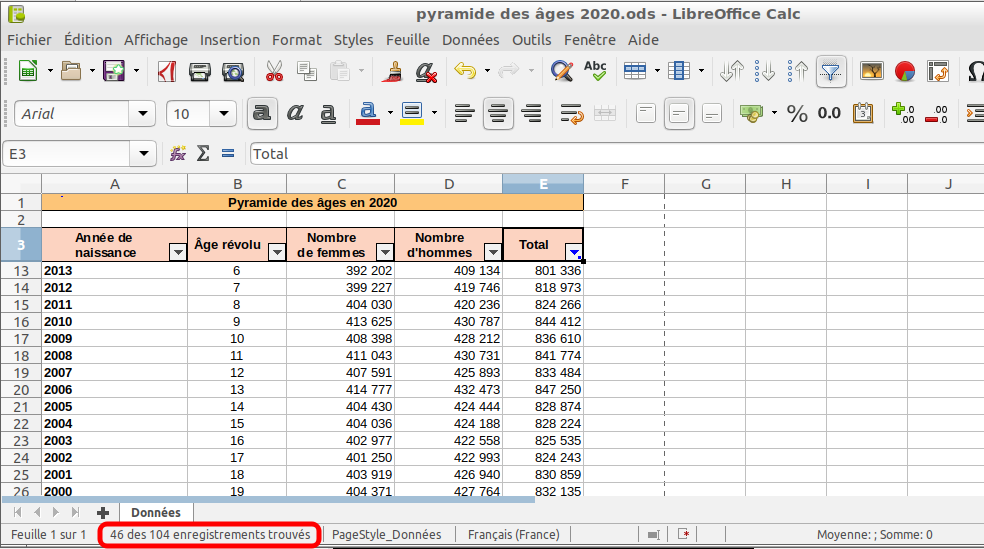 pyramide des âges 2020.ods - LibreOffice Calc
Fichier Édition Affichage Insertion Format Styles Feuille Données Outils Fenêtre Aide
Abc
Arial 10 a a a a % 0.0 3. .00 .00
E3 Total
A B C D E F G H I J
1 Pyramide des âges en 2020
2
3 Année de naissance Âge révolu Nombre de femmes Nombre d'hommes Total
13 2013 6 392 202 409 134 801 336
14 2012 7 399 227 419 746 818 973
15 2011 8 404 030 420 236 824 266
16 2010 9 413 625 430 787 844 412
17 2009 10 408 398 428 212 836 610
18 2008 11 411 043 430 731 841 774
19 2007 12 407 591 425 893 833 484
20 2006 13 414 777 432 473 847 250
21 2005 14 404 430 424 444 828 874
22 2004 15 404 036 424 188 828 224
23 2003 16 402 977 422 558 825 535
24 2002 17 401 250 422 993 824 243
25 2001 18 403 919 426 940 830 859
26 2000 19 404 371 427 764 832 135
Données
Feuille 1 sur 1 46 des 104 enregistrements trouvés PageStyle_Données Français (France) Moyenne: ; Somme: 0